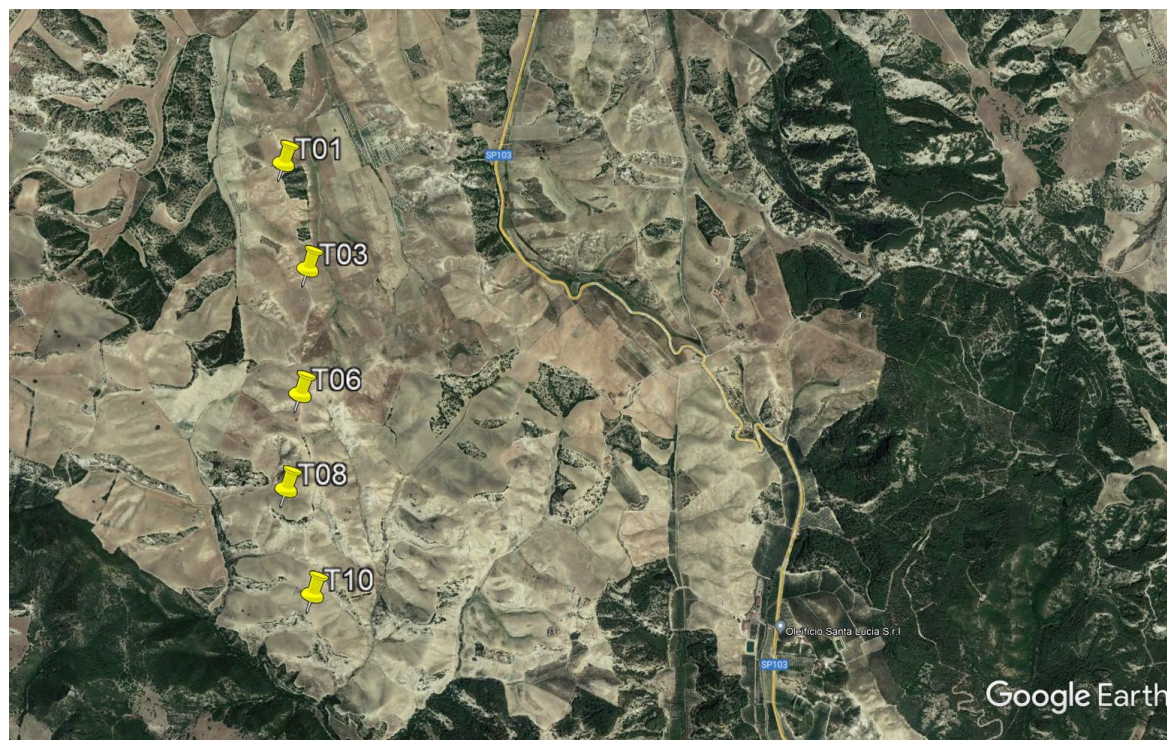 T01
SP103
T03
T06
T08
T10
Oleificio Santa Lucia S.r.l
SP103
Google Earth